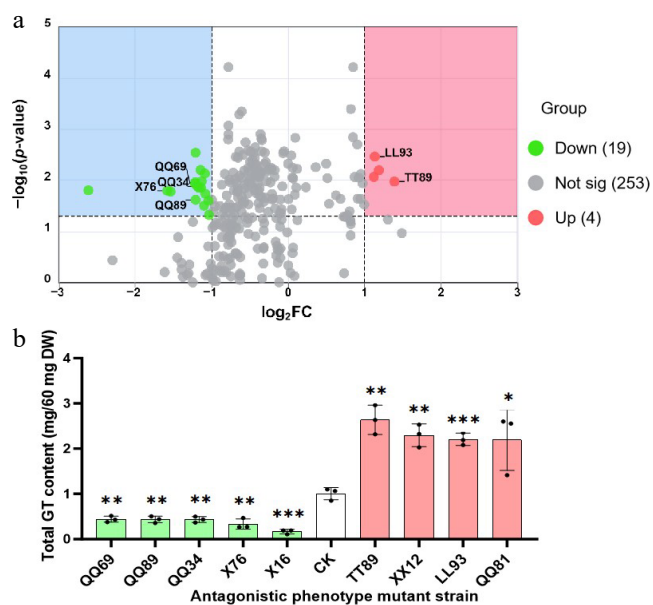 a
5
4
3
2
1
0
−log₁₀(p-value)
QQ69
QQ34
X76
QQ89
LL93
TT89
−3
−2
−1
0
1
2
3
log₂FC
Group
Down (19)
Not sig (253)
Up (4)
b
Total GT content (mg/60 mg DW)
4
3
2
1
0
** ** ** ** *** ** ** *** *
QQ69 QQ89 QQ34 X76 X16 CK TT89 XX12 LL93 QQ81
Antagonistic phenotype mutant strain